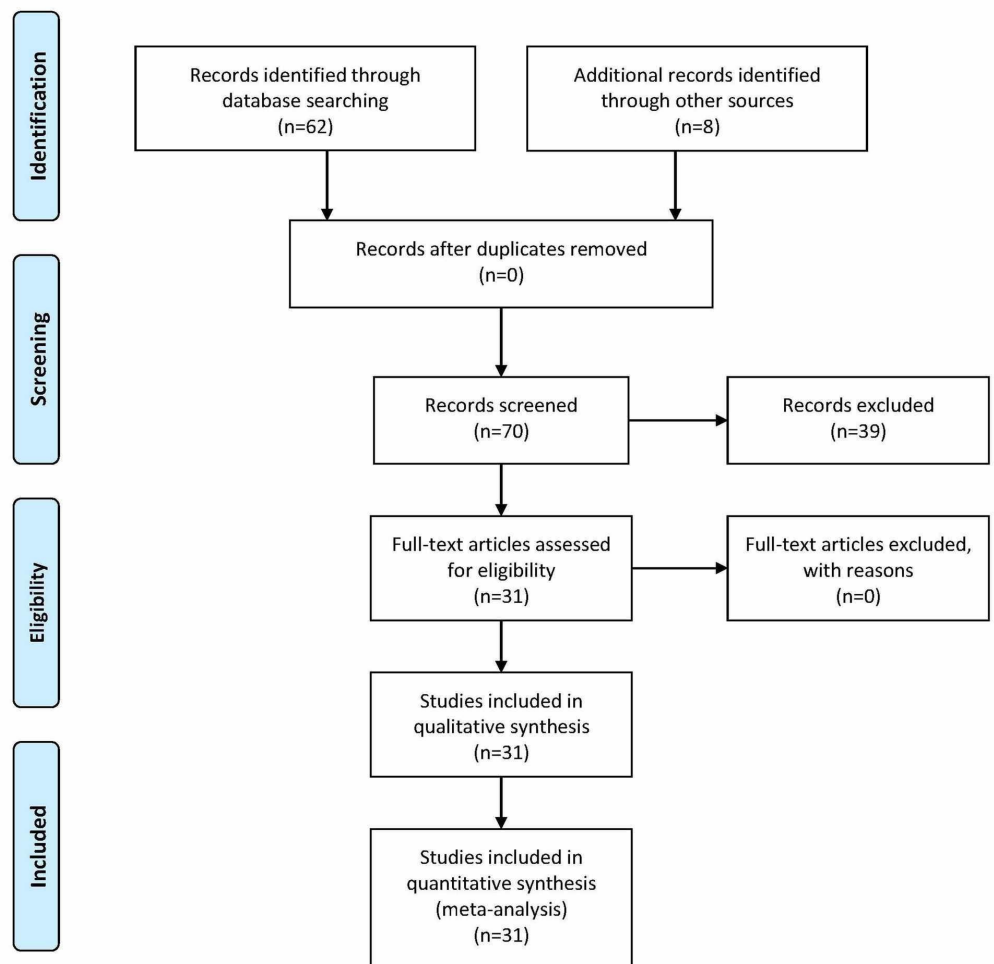 Identification
Records identified through
database searching
(n=62)
Additional records identified
through other sources
(n=8)
Records after duplicates removed
(n=0)
Screening
Records screened
(n=70)
Records excluded
(n=39)
Eligibility
Full-text articles assessed
for eligibility
(n=31)
Full-text articles excluded,
with reasons
(n=0)
Studies included in
qualitative synthesis
(n=31)
Included
Studies included in
quantitative synthesis
(meta-analysis)
(n=31)